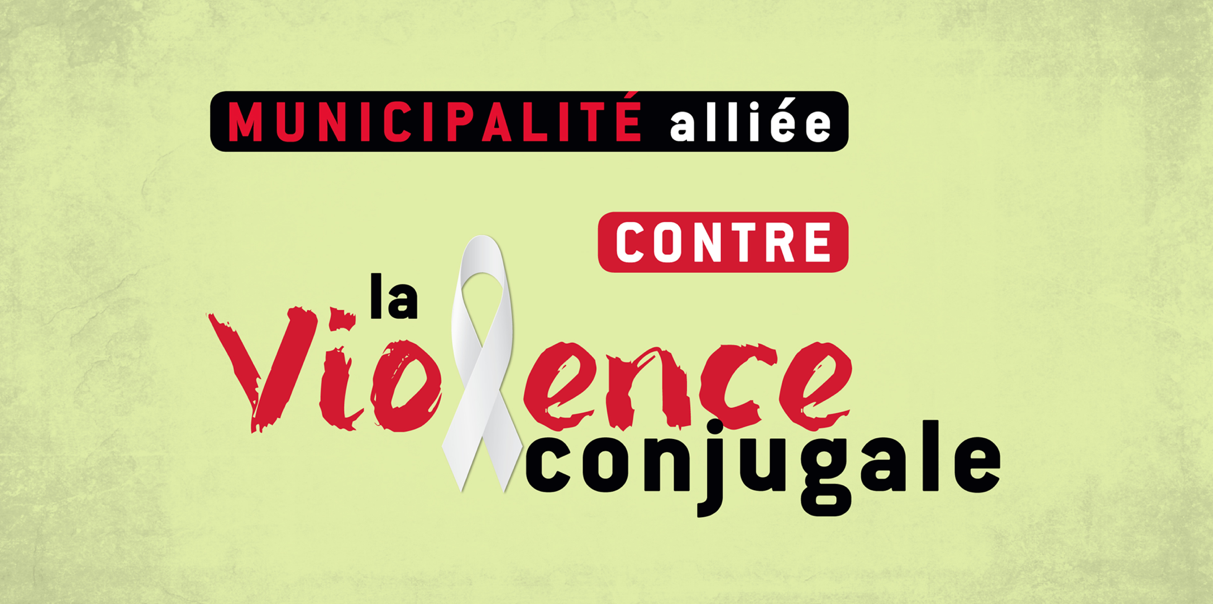 MUNICIPALITÉ alliée
CONTRE
la
Violence
conjugale